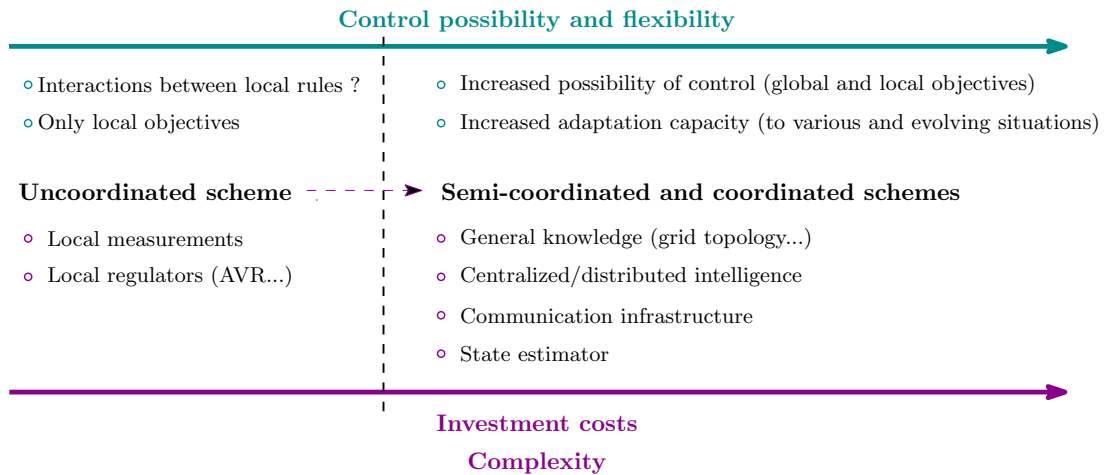 Control possibility and flexibility
Interactions between local rules ?
Only local objectives
Increased possibility of control (global and local objectives)
Increased adaptation capacity (to various and evolving situations)
Uncoordinated scheme
Semi-coordinated and coordinated schemes
Local measurements
Local regulators (AVR...)
General knowledge (grid topology...)
Centralized/distributed intelligence
Communication infrastructure
State estimator
Investment costs
Complexity